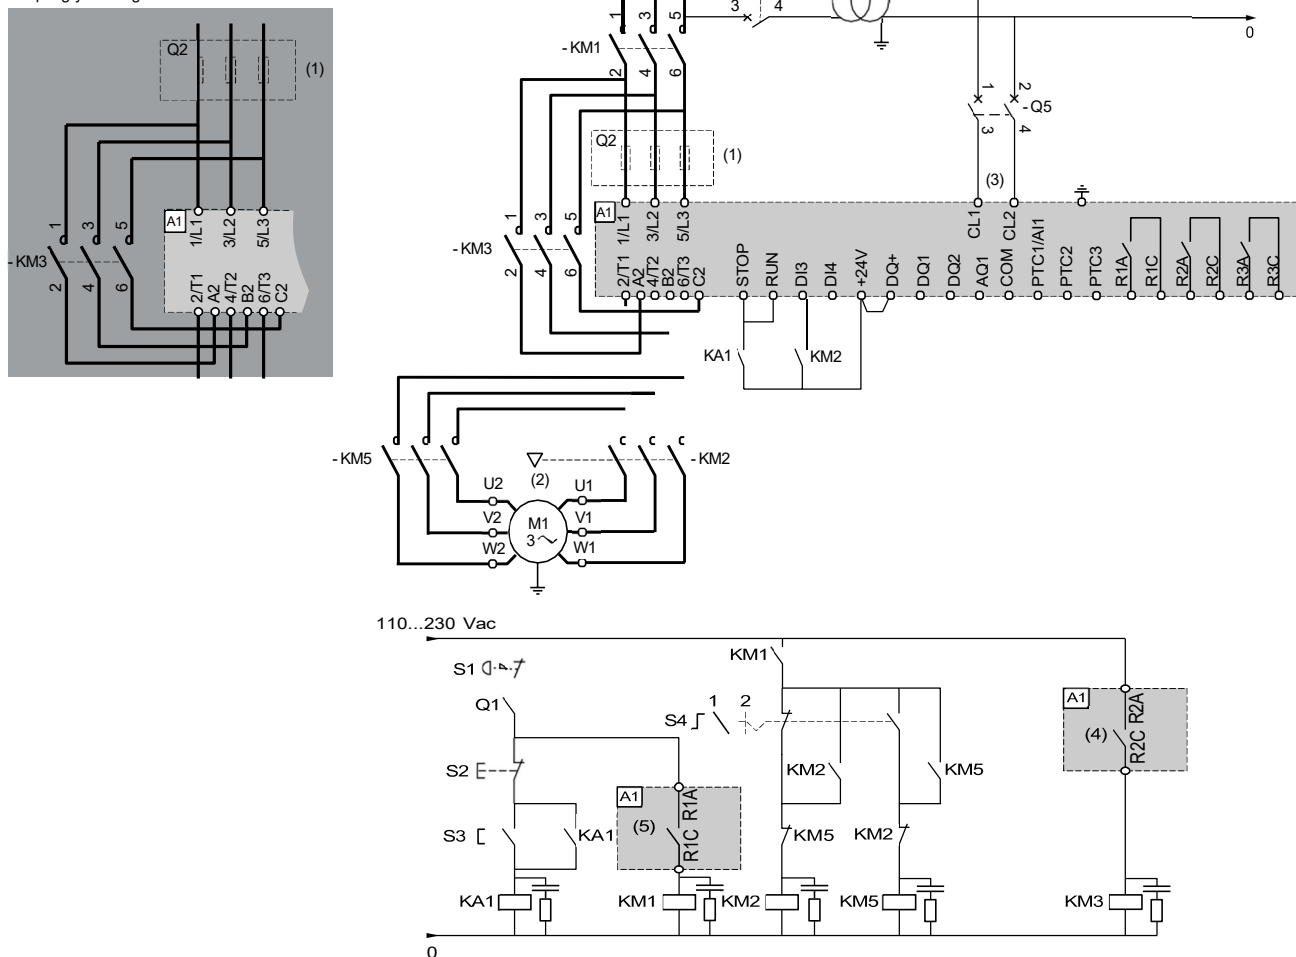 Q2
(1)
A1
1/L1
3/L2
5/L3
1
3
5
-KM3
2
4
6
2/T1
A2
4/T2
B2
6/T3
C2
1
3
5
3
4
0
-KM1
2
4
6
1
2
-Q5
3
4
Q2
(1)
(3)
A1
1/L1
3/L2
5/L3
CL1
CL2
1
3
5
-KM3
2
4
6
2/T1
A2
4/T2
B2
6/T3
C2
STOP
RUN
DI3
DI4
+24V
DQ+
DQ1
DQ2
AQ1
COM
PTC1/AI1
PTC2
PTC3
R1A
R1C
R2A
R2C
R3A
R3C
KA1
KM2
-KM5
(2)
-KM2
U2
U1
V2
M1
3
V1
W2
W1
110...230 Vac
S1
KM1
Q1
S4
1
2
A1
(4)
R2C R2A
S2
KM2
KM5
A1
(5)
R1C R1A
S3
KA1
KM5
KM2
KA1
KM1
KM2
KM5
KM3
0